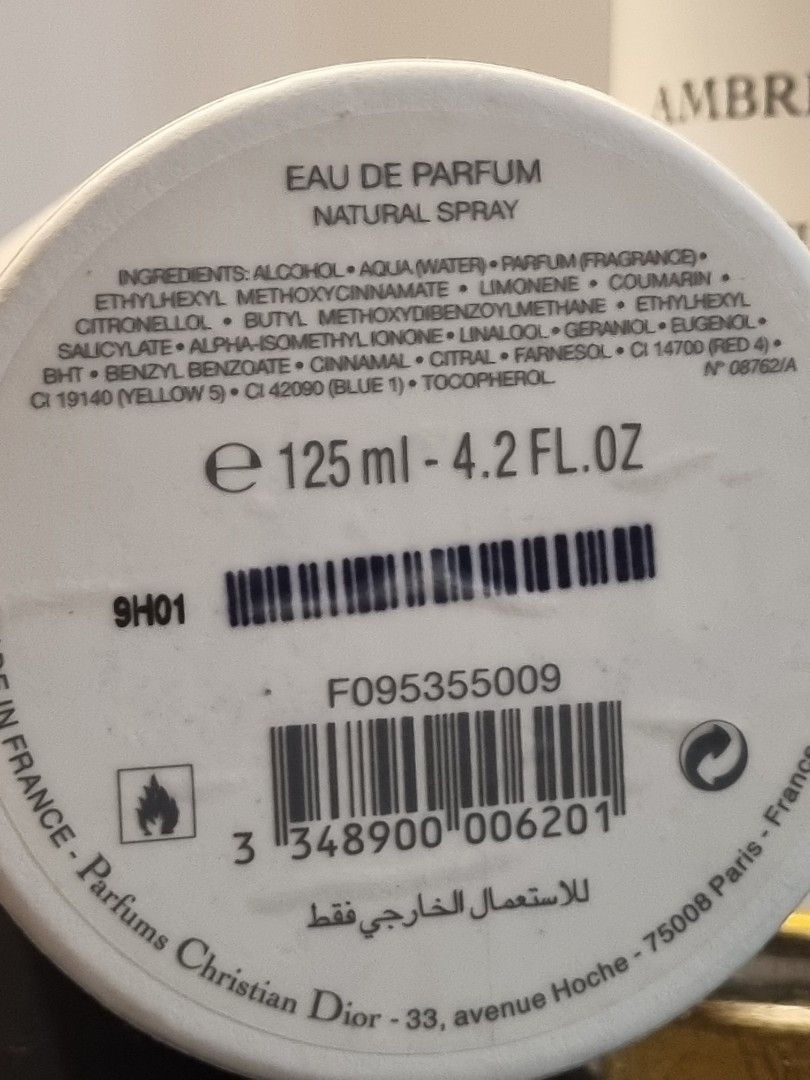 AMBR
EAU DE PARFUM
NATURAL SPRAY
INGREDIENTS: ALCOHOL • AQUA (WATER) • PARFUM (FRAGRANCE) •
ETHYLHEXYL METHOXYCINNAMATE • LIMONENE • COUMARIN •
CITRONELLOL • BUTYL METHOXYDIBENZOYLMETHANE • ETHYLHEXYL
SALICYLATE • ALPHA-ISOMETHYL IONONE • LINALOOL • GERANIOL • EUGENOL •
BHT • BENZYL BENZOATE • CINNAMAL • CITRAL • FARNESOL • CI 14700 (RED 4) •
CI 19140 (YELLOW 5) • CI 42090 (BLUE 1) • TOCOPHEROL
N° 08762/A
e 125 ml - 4.2 FL.OZ
9H01
F095355009
3 348900 006201
للاستعمال الخارجي فقط
IN FRANCE - Parfums Christian Dior - 33, avenue Hoche - 75008 Paris - France